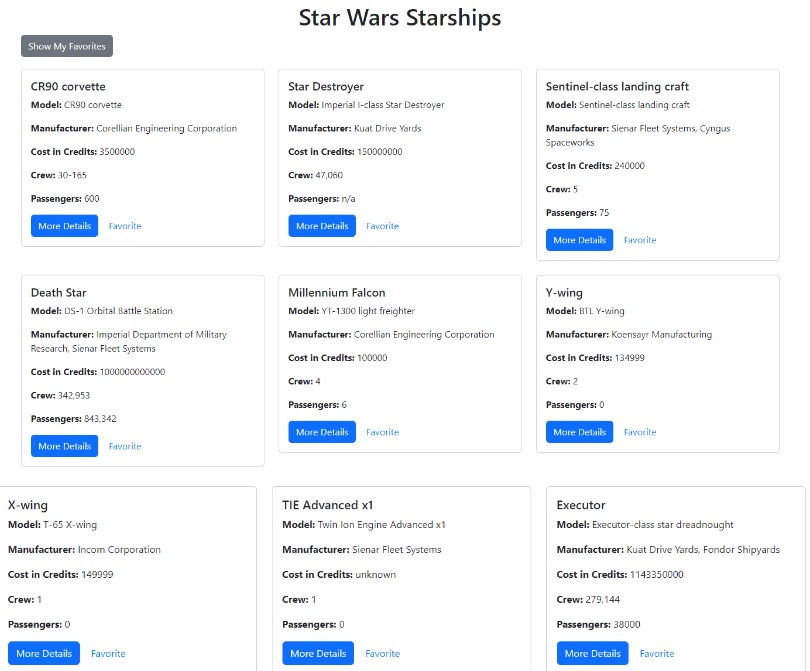 Star Wars Starships
Show My Favorites
CR90 corvette
Model: CR90 corvette
Manufacturer: Corellian Engineering Corporation
Cost in Credits: 3500000
Crew: 30-165
Passengers: 600
More Details Favorite
Star Destroyer
Model: Imperial I-class Star Destroyer
Manufacturer: Kuat Drive Yards
Cost in Credits: 150000000
Crew: 47,060
Passengers: n/a
More Details Favorite
Sentinel-class landing craft
Model: Sentinel-class landing craft
Manufacturer: Sienar Fleet Systems, Cyngus
Spaceworks
Cost in Credits: 240000
Crew: 5
Passengers: 75
More Details Favorite
Death Star
Model: DS-1 Orbital Battle Station
Manufacturer: Imperial Department of Military
Research, Sienar Fleet Systems
Cost in Credits: 1000000000000
Crew: 342,953
Passengers: 843,342
More Details Favorite
Millennium Falcon
Model: YT-1300 light freighter
Manufacturer: Corellian Engineering Corporation
Cost in Credits: 100000
Crew: 4
Passengers: 6
More Details Favorite
Y-wing
Model: BTL Y-wing
Manufacturer: Koensayr Manufacturing
Cost in Credits: 134999
Crew: 2
Passengers: 0
More Details Favorite
X-wing
Model: T-65 X-wing
Manufacturer: Incom Corporation
Cost in Credits: 149999
Crew: 1
Passengers: 0
More Details Favorite
TIE Advanced x1
Model: Twin Ion Engine Advanced x1
Manufacturer: Sienar Fleet Systems
Cost in Credits: unknown
Crew: 1
Passengers: 0
More Details Favorite
Executor
Model: Executor-class star dreadnought
Manufacturer: Kuat Drive Yards, Fondor Shipyards
Cost in Credits: 1143350000
Crew: 279,144
Passengers: 38000
More Details Favorite